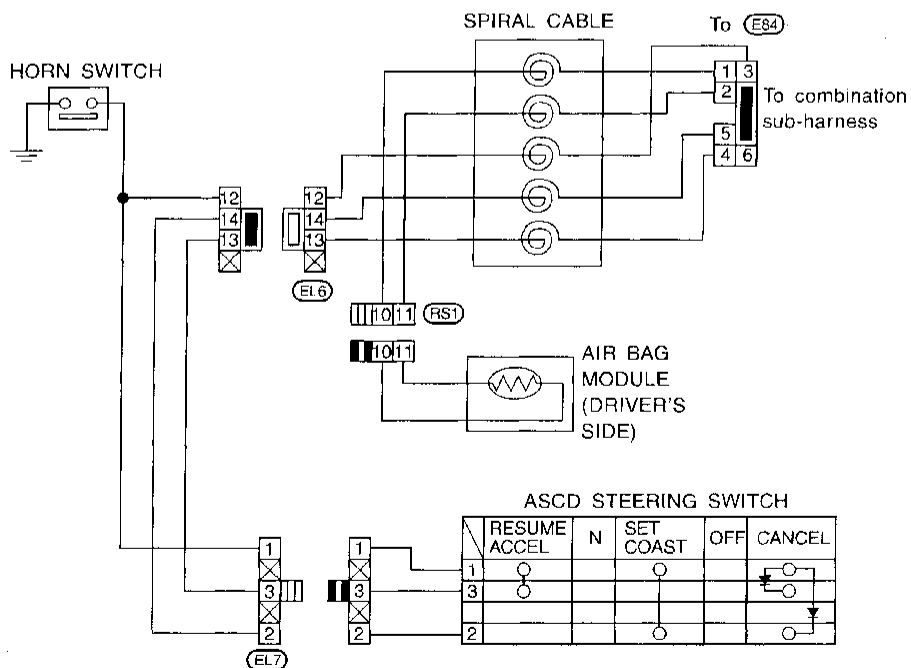 SPIRAL CABLE
To E84
HORN SWITCH
1 3
2
To combination
sub-harness
5
4 6
12
14
13
12
14
13
EL6
10 11
RS1
10 11
AIR BAG
MODULE
(DRIVER'S
SIDE)
ASCD STEERING SWITCH
RESUME
ACCEL
N
SET
COAST
OFF
CANCEL
1
3
2
1
3
2
1
3
2
EL7